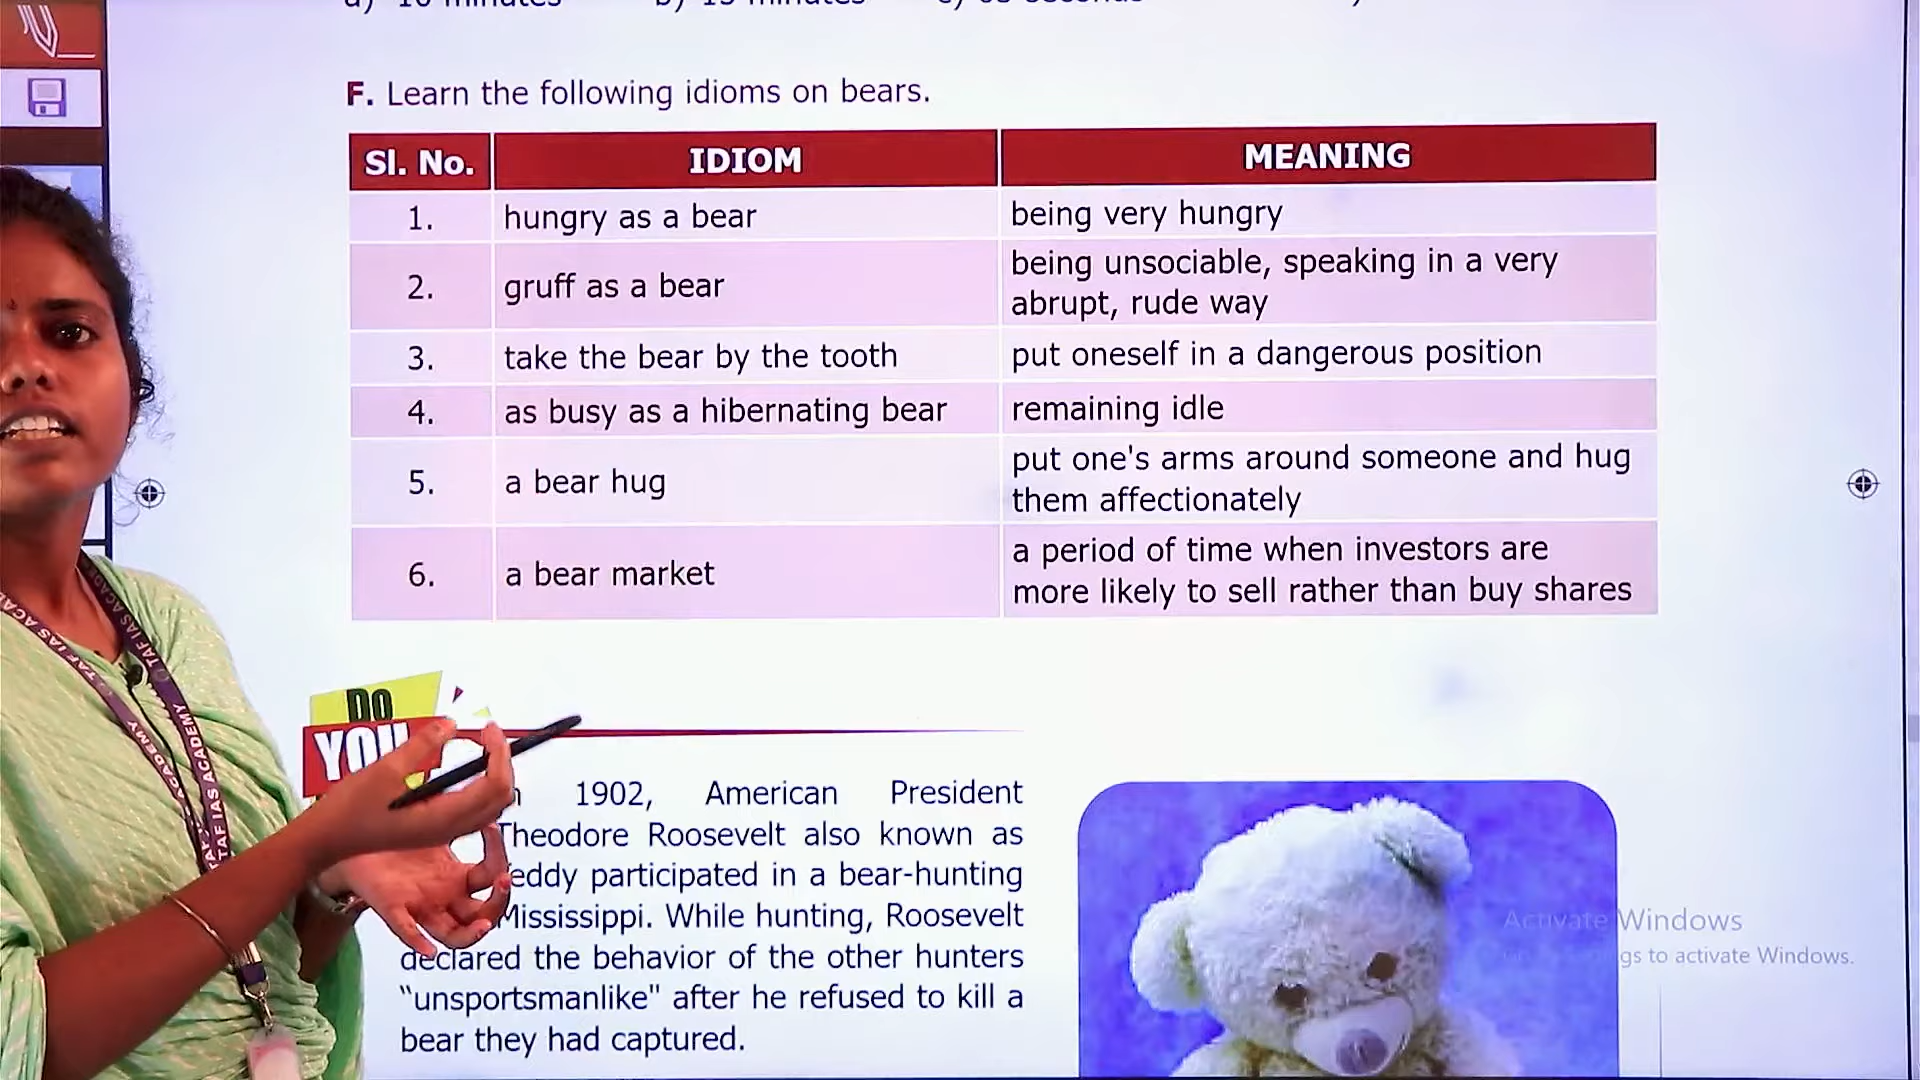 F. Learn the following idioms on bears.
Sl. No. IDIOM MEANING
1. hungry as a bear being very hungry
2. gruff as a bear being unsociable, speaking in a very
abrupt, rude way
3. take the bear by the tooth put oneself in a dangerous position
4. as busy as a hibernating bear remaining idle
5. a bear hug put one's arms around someone and hug
them affectionately
6. a bear market a period of time when investors are
more likely to sell rather than buy shares
DO
YOU
1902, American President
Theodore Roosevelt also known as
eddy participated in a bear-hunting
Mississippi. While hunting, Roosevelt
declared the behavior of the other hunters
“unsportsmanlike" after he refused to kill a
bear they had captured.
Activate Windows
gs to activate Windows.
TAF IAS ACADEMY
TAF IAS ACADEMY